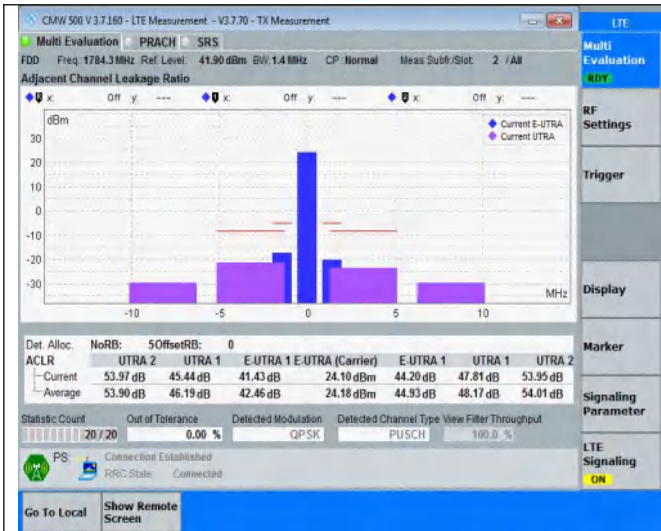 CMW 500 V 3.7.160 - LTE Measurement - V3.7.70 - TX Measurement
LTE
Multi Evaluation PRACH SRS
Multi Evaluation
RDY
FDD Freq.: 1784.3 MHz Ref. Level: 41.90 dBm BW: 1.4 MHz CP: Normal Meas Subfr./Slot: 2 / All
Adjacent Channel Leakage Ratio
x: Off y: --- x: Off y: --- x: Off y: ---
dBm
Current E-UTRA
Current UTRA
30
20
10
0
-10
-20
-30
-10 -5 0 5 10
MHz
RF Settings
Trigger
Display
Marker
Signaling Parameter
LTE Signaling
ON
Det. Alloc. NoRB: 5 OffsetRB: 0
ACLR UTRA 2 UTRA 1 E-UTRA 1 E-UTRA (Carrier) E-UTRA 1 UTRA 1 UTRA 2
Current 53.97 dB 45.44 dB 41.43 dB 24.10 dBm 44.20 dB 47.81 dB 53.95 dB
Average 53.90 dB 46.19 dB 42.46 dB 24.18 dBm 44.93 dB 48.17 dB 54.01 dB
Statistic Count Out of Tolerance Detected Modulation Detected Channel Type View Filter Throughput
20 / 20 0.00 % QPSK PUSCH 100.0 %
PS: Connection Established
RRC State: Connected
Go To Local
Show Remote Screen